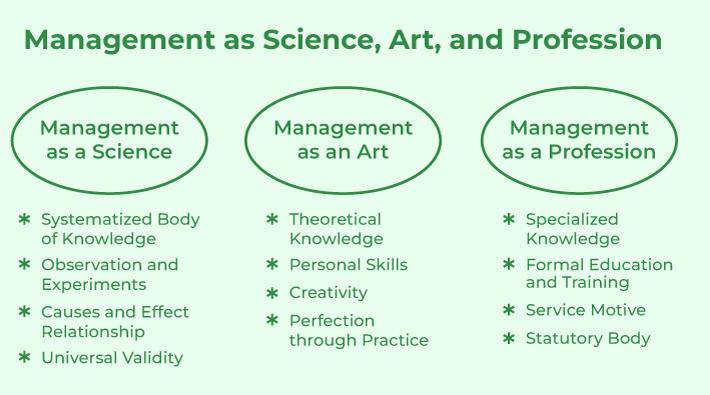 Management as Science, Art, and Profession
Management
as a Science
* Systematized Body
of Knowledge
* Observation and
Experiments
* Causes and Effect
Relationship
* Universal Validity
Management
as an Art
* Theoretical
Knowledge
* Personal Skills
* Creativity
* Perfection
through Practice
Management
as a Profession
* Specialized
Knowledge
* Formal Education
and Training
* Service Motive
* Statutory Body